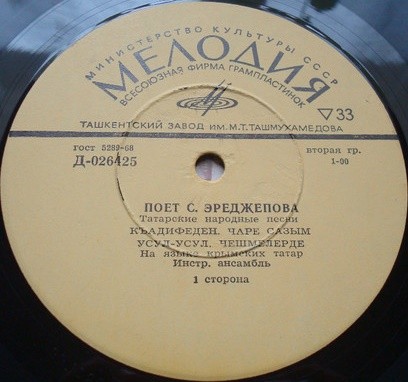 МИНИСТЕРСТВО КУЛЬТУРЫ СССР
МЕЛОДИЯ
ВСЕСОЮЗНАЯ ФИРМА ГРАМПЛАСТИНОК
▽33
ТАШКЕНТСКИЙ ЗАВОД ИМ. М.Т. ТАШМУХАМЕДОВА
гост 5289-68
вторая гр.
Д-026425
1-00
ПОЕТ С. ЭРЕДЖЕПОВА
Татарские народные песни
КЪАДИФЕДЕН. ЧАРЕ САЗЫМ
УСУЛ-УСУЛ. ЧЕШМЕЛЕРДЕ
На языке крымских татар
Инстр. ансамбль
1 сторона